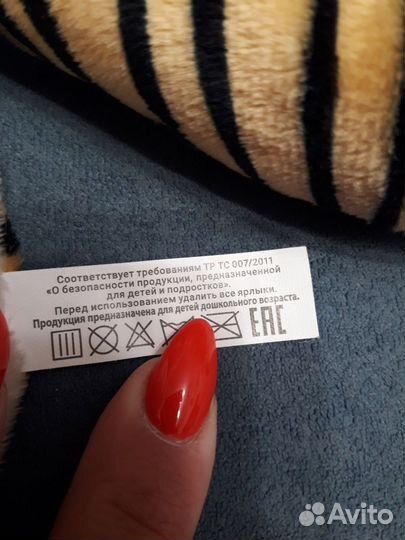 Соответствует требованиям ТР ТС 007/2011
«О безопасности продукции, предназначенной
для детей и подростков».
Перед использованием удалить все ярлыки.
Продукция предназначена для детей дошкольного возраста.
EAC
Avito